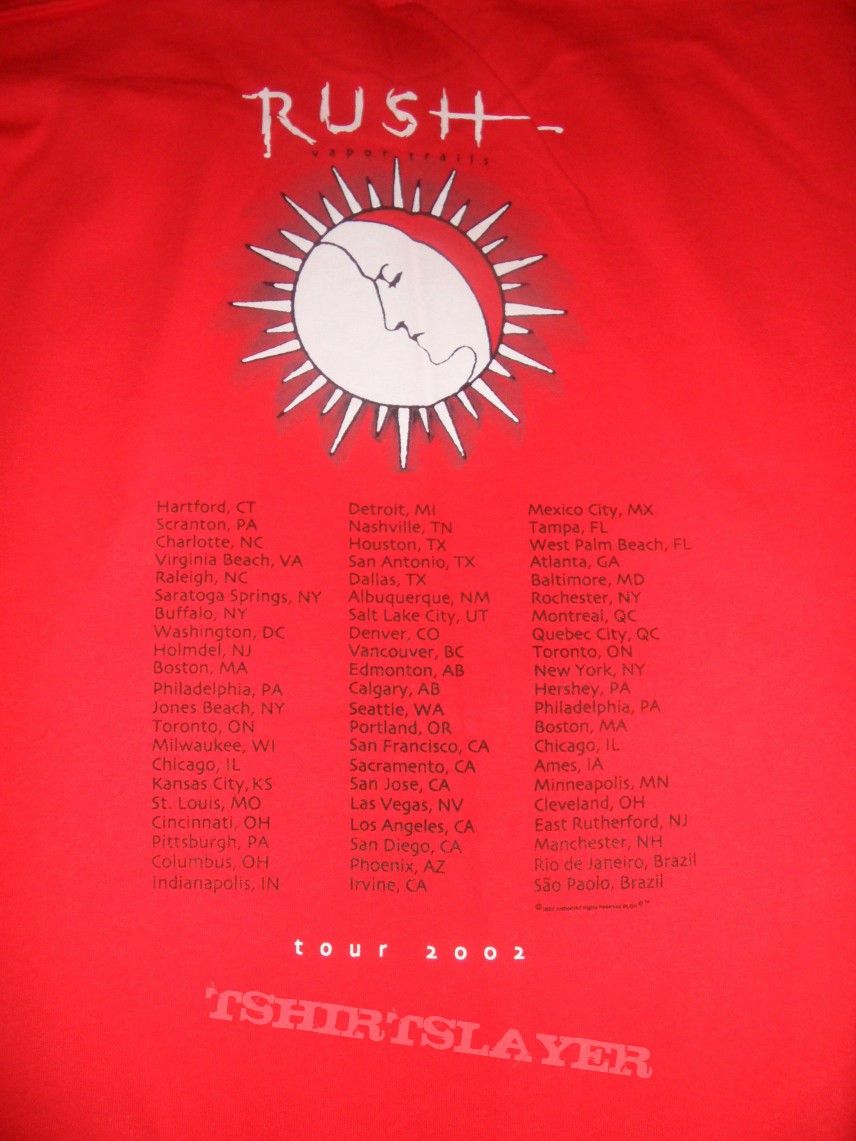 RUSH
vapor trails
Hartford, CT
Scranton, PA
Charlotte, NC
Virginia Beach, VA
Raleigh, NC
Saratoga Springs, NY
Buffalo, NY
Washington, DC
Holmdel, NJ
Boston, MA
Philadelphia, PA
Jones Beach, NY
Toronto, ON
Milwaukee, WI
Chicago, IL
Kansas City, KS
St. Louis, MO
Cincinnati, OH
Pittsburgh, PA
Columbus, OH
Indianapolis, IN
Detroit, MI
Nashville, TN
Houston, TX
San Antonio, TX
Dallas, TX
Albuquerque, NM
Salt Lake City, UT
Denver, CO
Vancouver, BC
Edmonton, AB
Calgary, AB
Seattle, WA
Portland, OR
San Francisco, CA
Sacramento, CA
San Jose, CA
Las Vegas, NV
Los Angeles, CA
San Diego, CA
Phoenix, AZ
Irvine, CA
Mexico City, MX
Tampa, FL
West Palm Beach, FL
Atlanta, GA
Baltimore, MD
Rochester, NY
Montreal, QC
Quebec City, QC
Toronto, ON
New York, NY
Hershey, PA
Philadelphia, PA
Boston, MA
Chicago, IL
Ames, IA
Minneapolis, MN
Cleveland, OH
East Rutherford, NJ
Manchester, NH
Rio de Janeiro, Brazil
São Paolo, Brazil
tour 2002
TSHIRTSLAYER